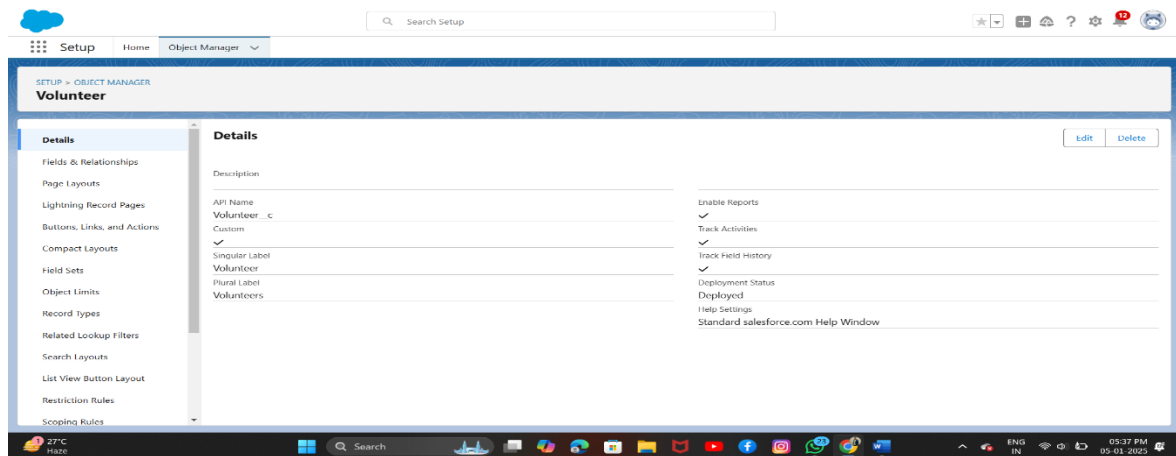 Search Setup
12
Setup
Home
Object Manager
SETUP > OBJECT MANAGER
Volunteer
Details
Fields & Relationships
Page Layouts
Lightning Record Pages
Buttons, Links, and Actions
Compact Layouts
Field Sets
Object Limits
Record Types
Related Lookup Filters
Search Layouts
List View Button Layout
Restriction Rules
Scoping Rules
Details
Edit
Delete
Description
API Name
Volunteer__c
Custom
Singular Label
Volunteer
Plural Label
Volunteers
Enable Reports
Track Activities
Track Field History
Deployment Status
Deployed
Help Settings
Standard salesforce.com Help Window
1
27°C
Haze
Search
23
ENG
IN
05:37 PM
05-01-2025